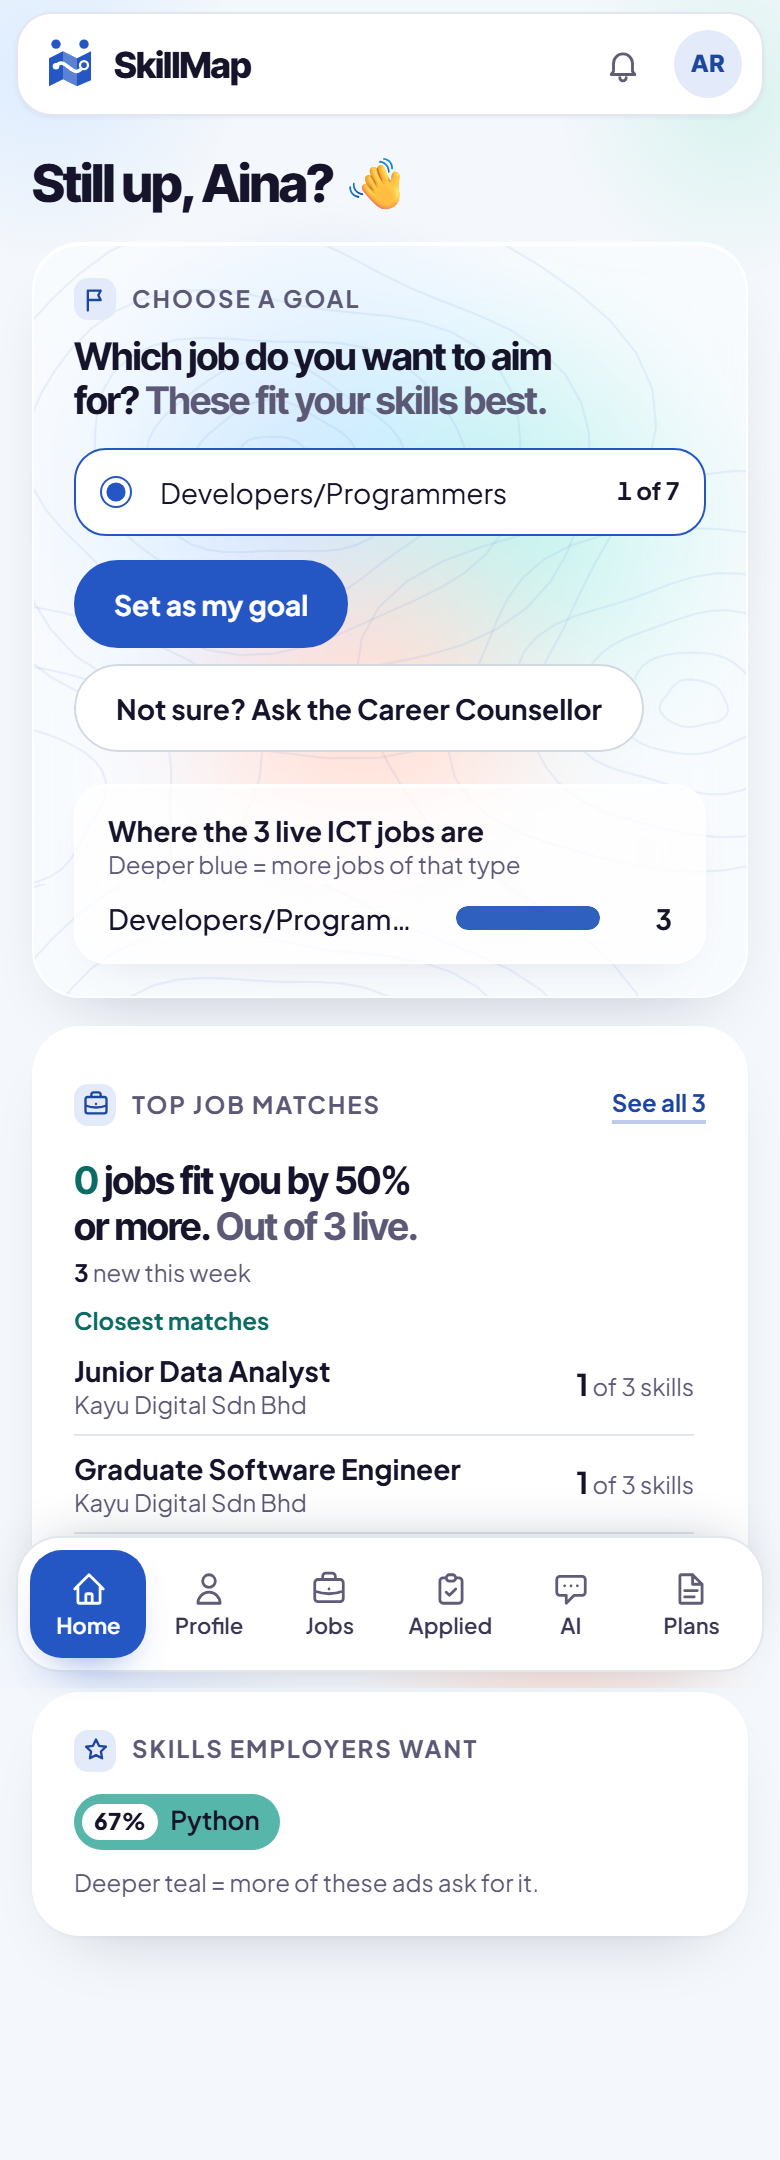 SkillMap
AR
Still up, Aina? 👋
CHOOSE A GOAL
Which job do you want to aim
for? These fit your skills best.
Developers/Programmers
1 of 7
Set as my goal
Not sure? Ask the Career Counsellor
Where the 3 live ICT jobs are
Deeper blue = more jobs of that type
Developers/Program...
3
TOP JOB MATCHES
See all 3
0 jobs fit you by 50%
or more. Out of 3 live.
3 new this week
Closest matches
Junior Data Analyst
Kayu Digital Sdn Bhd
1 of 3 skills
Graduate Software Engineer
Kayu Digital Sdn Bhd
1 of 3 skills
Home
Profile
Jobs
Applied
AI
Plans
SKILLS EMPLOYERS WANT
67% Python
Deeper teal = more of these ads ask for it.